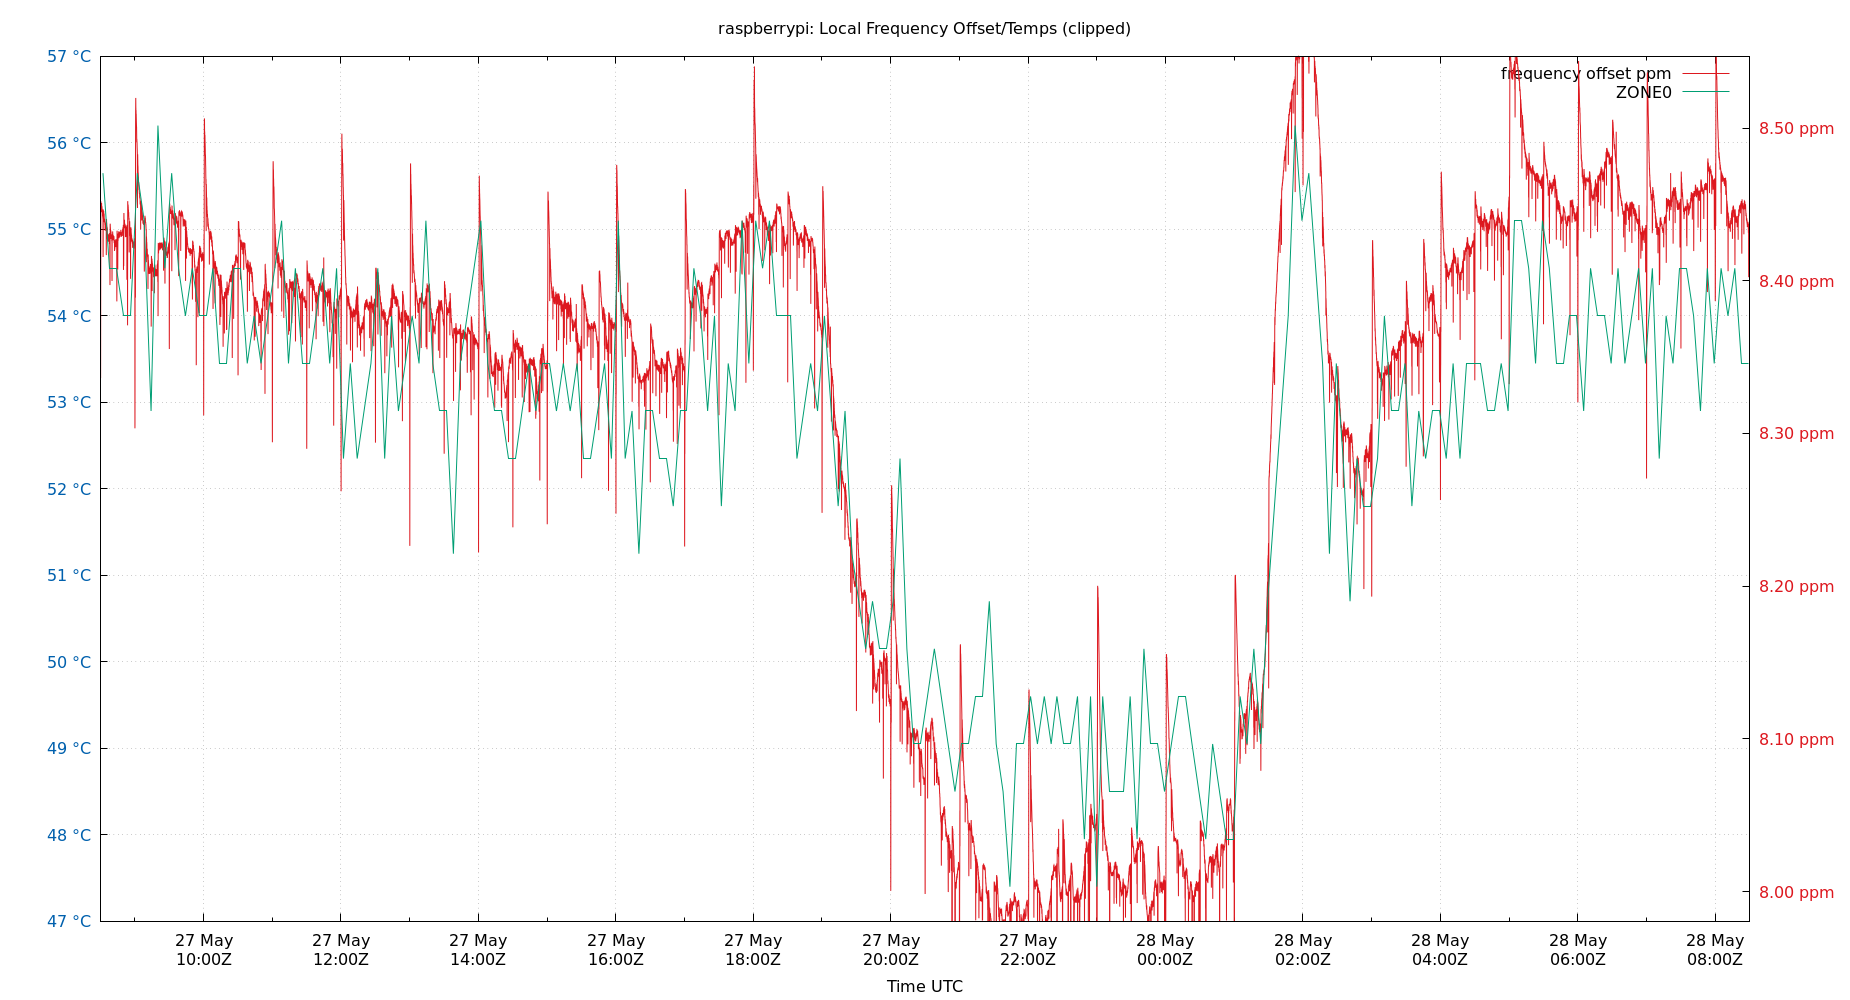 raspberrypi: Local Frequency Offset/Temps (clipped)
57 °C
56 °C
55 °C
54 °C
53 °C
52 °C
51 °C
50 °C
49 °C
48 °C
47 °C
frequency offset ppm
ZONE0
8.50 ppm
8.40 ppm
8.30 ppm
8.20 ppm
8.10 ppm
8.00 ppm
27 May
10:00Z
27 May
12:00Z
27 May
14:00Z
27 May
16:00Z
27 May
18:00Z
27 May
20:00Z
27 May
22:00Z
28 May
00:00Z
28 May
02:00Z
28 May
04:00Z
28 May
06:00Z
28 May
08:00Z
Time UTC